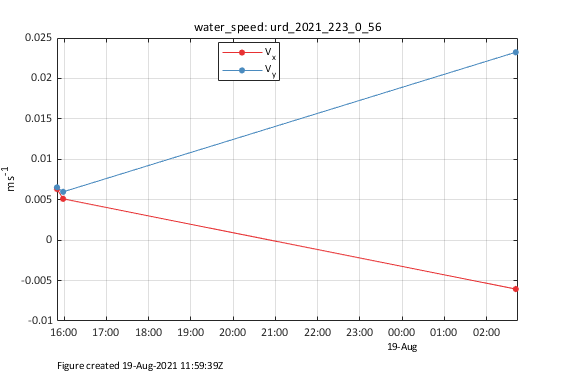 water_speed: urd_2021_223_0_56
Vx
Vy
0.025
0.02
0.015
0.01
0.005
0
-0.005
-0.01
ms-1
16:00 17:00 18:00 19:00 20:00 21:00 22:00 23:00 00:00 01:00 02:00
19-Aug
Figure created 19-Aug-2021 11:59:39Z